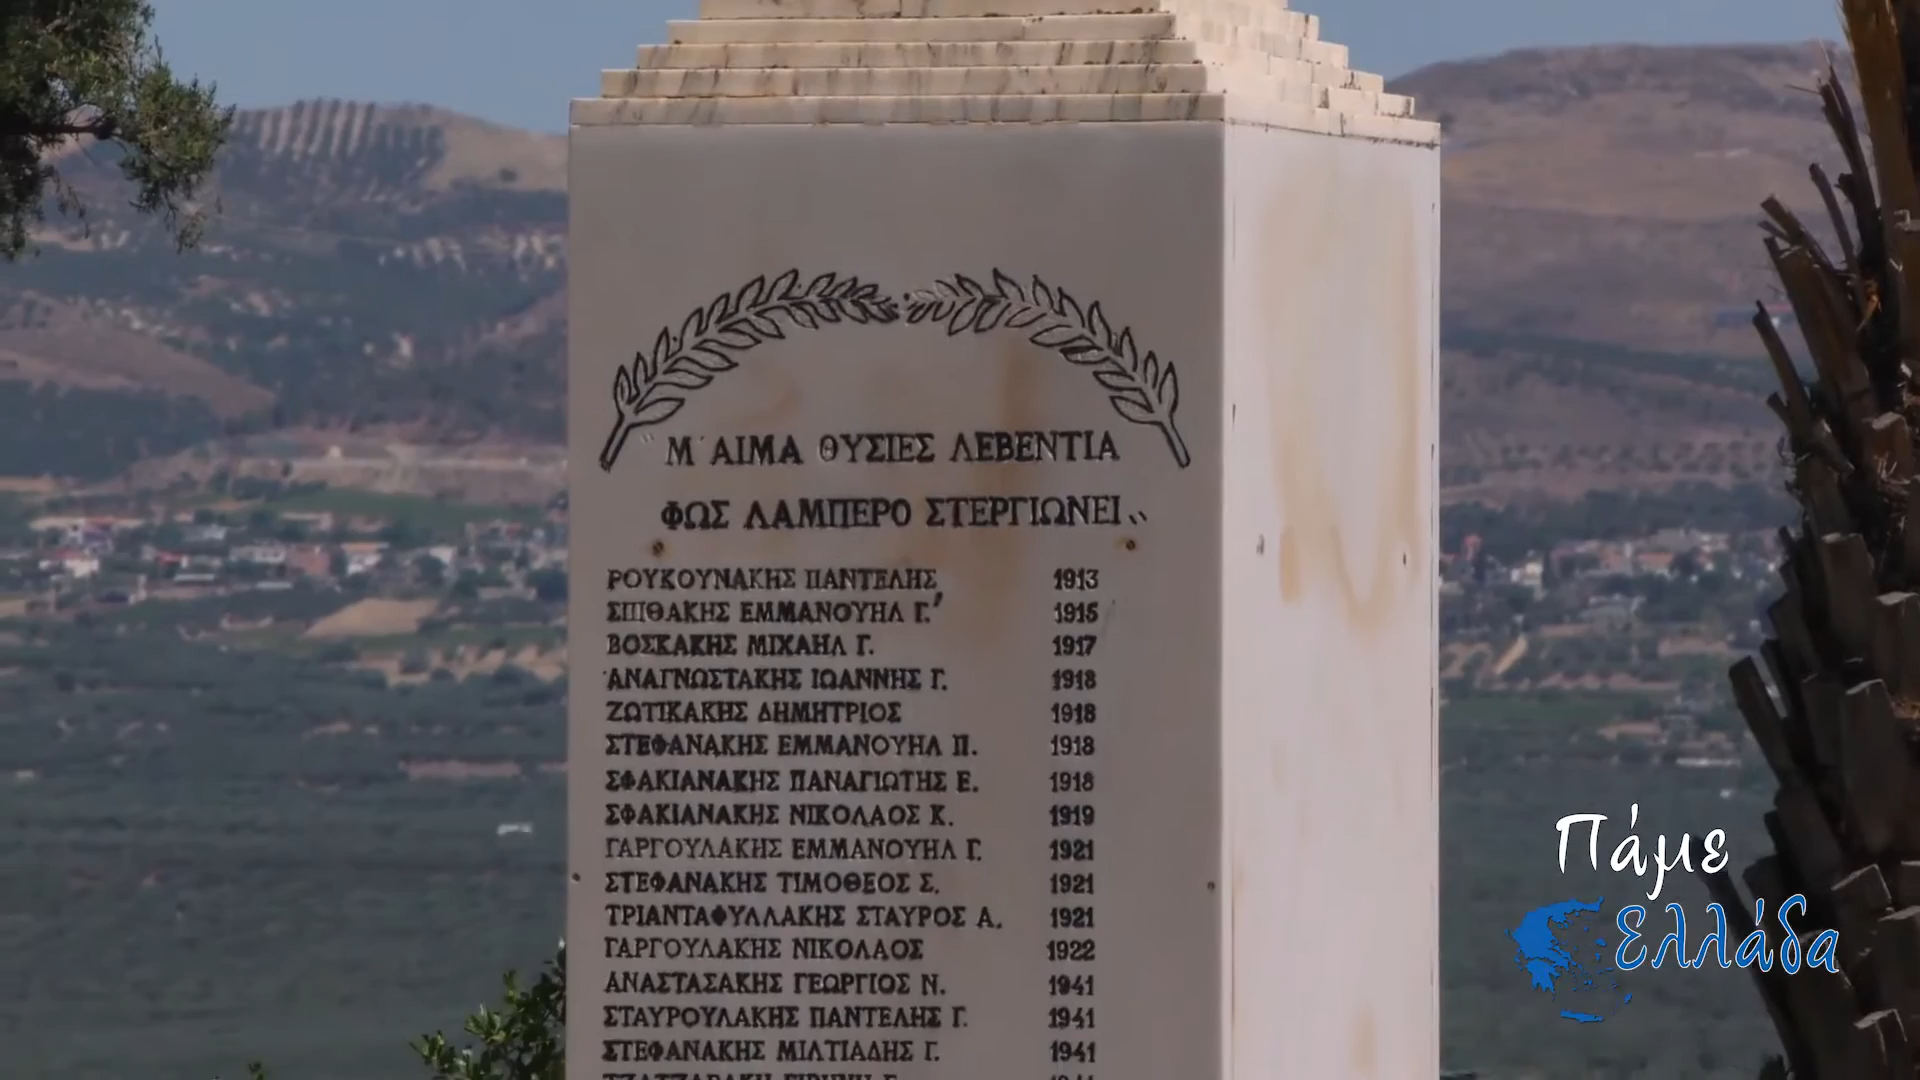 "Μ' ΑΙΜΑ ΘΥΣΙΕΣ ΛΕΒΕΝΤΙΑ
ΦΩΣ ΛΑΜΠΕΡΟ ΣΤΕΡΓΙΩΝΕΙ"
ΡΟΥΚΟΥΝΑΚΗΣ ΠΑΝΤΕΛΗΣ 1913
ΣΠΙΘΑΚΗΣ ΕΜΜΑΝΟΥΗΛ Γ. 1915
ΒΟΣΚΑΚΗΣ ΜΙΧΑΗΛ Γ. 1917
ΑΝΑΓΝΩΣΤΑΚΗΣ ΙΩΑΝΝΗΣ Γ. 1918
ΖΩΤΙΚΑΚΗΣ ΔΗΜΗΤΡΙΟΣ 1918
ΣΤΕΦΑΝΑΚΗΣ ΕΜΜΑΝΟΥΗΛ Π. 1918
ΣΦΑΚΙΑΝΑΚΗΣ ΠΑΝΑΓΙΩΤΗΣ Ε. 1918
ΣΦΑΚΙΑΝΑΚΗΣ ΝΙΚΟΛΑΟΣ Κ. 1919
ΓΑΡΓΟΥΛΑΚΗΣ ΕΜΜΑΝΟΥΗΛ Γ. 1921
ΣΤΕΦΑΝΑΚΗΣ ΤΙΜΟΘΕΟΣ Σ. 1921
ΤΡΙΑΝΤΑΦΥΛΛΑΚΗΣ ΣΤΑΥΡΟΣ Α. 1921
ΓΑΡΓΟΥΛΑΚΗΣ ΝΙΚΟΛΑΟΣ 1922
ΑΝΑΣΤΑΣΑΚΗΣ ΓΕΩΡΓΙΟΣ Ν. 1941
ΣΤΑΥΡΟΥΛΑΚΗΣ ΠΑΝΤΕΛΗΣ Γ. 1941
ΣΤΕΦΑΝΑΚΗΣ ΜΙΛΤΙΑΔΗΣ Γ. 1941
Πάμε
Ελλάδα